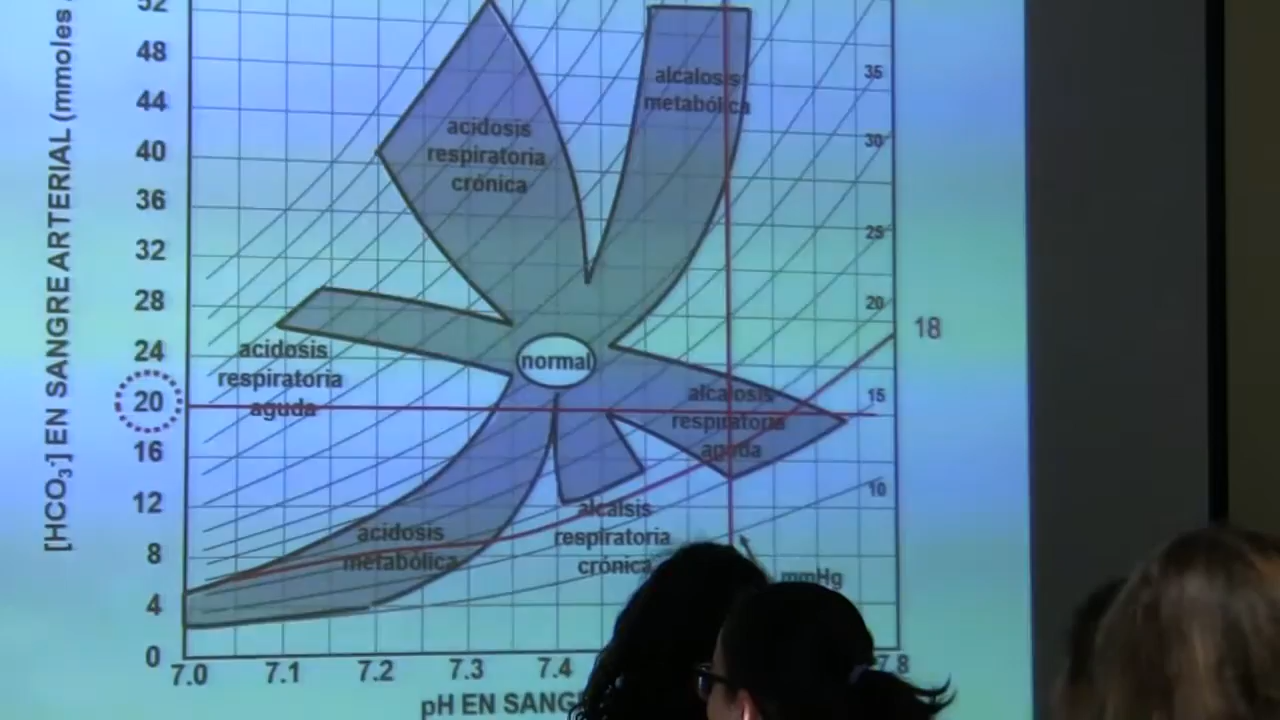 [HCO3-] EN SANGRE ARTERIAL (mmoles
52
48
44
40
36
32
28
24
20
16
12
8
4
0
7.0 7.1 7.2 7.3 7.4 7.8
pH EN SANG
acidosis
respiratoria
crónica
alcalosis
metabólica
35
30
25
20
15
10
18
normal
acidosis
respiratoria
aguda
alcalosis
respiratoria
aguda
acidosis
metabólica
alcalsis
respiratoria
crónica
mmHg